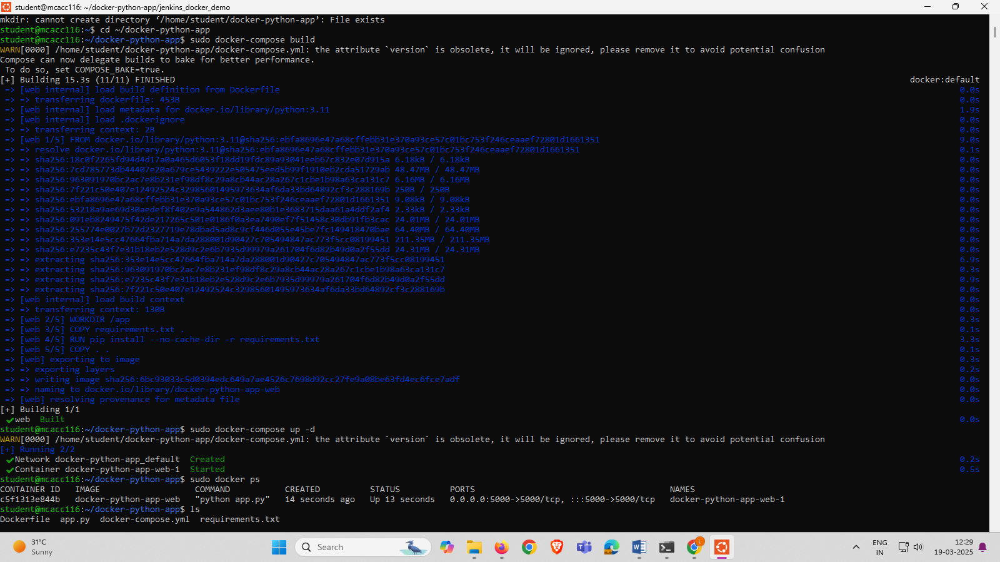 student@mcacc116: ~/docker-python-app/jenkins_docker_demo
mkdir: cannot create directory ‘/home/student/docker-python-app’: File exists
student@mcacc116:~$ cd ~/docker-python-app
student@mcacc116:~/docker-python-app$ sudo docker-compose build
WARN[0000] /home/student/docker-python-app/docker-compose.yml: the attribute `version` is obsolete, it will be ignored, please remove it to avoid potential confusion
Compose can now delegate builds to bake for better performance.
To do so, set COMPOSE_BAKE=true.
[+] Building 15.3s (11/11) FINISHED docker:default
=> [web internal] load build definition from Dockerfile 0.0s
=> => transferring dockerfile: 453B 0.0s
=> [web internal] load metadata for docker.io/library/python:3.11 1.9s
=> [web internal] load .dockerignore 0.0s
=> => transferring context: 2B 0.0s
=> [web 1/5] FROM docker.io/library/python:3.11@sha256:ebfa8696e47a68cffebb31e370a93ce57c01bc753f246ceaaef72801d1661351 9.0s
=> => resolve docker.io/library/python:3.11@sha256:ebfa8696e47a68cffebb31e370a93ce57c01bc753f246ceaaef72801d1661351 0.1s
=> => sha256:18c0f2265fd94d4d17a0a465d6053f18dd19fdc89a93041eeb67c832e07d915a 6.18kB / 6.18kB 0.0s
=> => sha256:7cd785773db44407e20a679ce5439222e505475eed5b99f1910eb2cda51729ab 48.47MB / 48.47MB 0.0s
=> => sha256:963091970bc2ac7e8b231ef98df8c29a8cb44ac28a267c1cbe1b98a63ca131c7 6.16MB / 6.16MB 0.0s
=> => sha256:7f221c50e407e12492524c32985601495973634af6da33bd64892cf3c288169b 250B / 250B 0.0s
=> => sha256:ebfa8696e47a68cffebb31e370a93ce57c01bc753f246ceaaef72801d1661351 9.08kB / 9.08kB 0.0s
=> => sha256:53218a9ae69d30aedef8f402e9a544862d3aee80b1e3683715daa61a4ddf2af4 2.33kB / 2.33kB 0.0s
=> => sha256:091eb8249475f42de217265c501e0186f0a3ea7490ef7f51458c30db91fb3cac 24.01MB / 24.01MB 0.0s
=> => sha256:255774e0027b72d2327719e78dbad5ad8c9cf446d055e45be7fc149418470bae 64.40MB / 64.40MB 0.0s
=> => sha256:353e14e5cc47664fba714a7da288001d90427c705494847ac773f5cc08199451 211.35MB / 211.35MB 0.0s
=> => sha256:e7235c43f7e31b18eb2e528d9c2e6b7935d99979a261704f6d82b49d0a2f55dd 24.31MB / 24.31MB 0.0s
=> => extracting sha256:353e14e5cc47664fba714a7da288001d90427c705494847ac773f5cc08199451 6.9s
=> => extracting sha256:963091970bc2ac7e8b231ef98df8c29a8cb44ac28a267c1cbe1b98a63ca131c7 0.3s
=> => extracting sha256:e7235c43f7e31b18eb2e528d9c2e6b7935d99979a261704f6d82b49d0a2f55dd 0.9s
=> => extracting sha256:7f221c50e407e12492524c32985601495973634af6da33bd64892cf3c288169b 0.0s
=> [web internal] load build context 0.0s
=> => transferring context: 130B 0.0s
=> [web 2/5] WORKDIR /app 0.3s
=> [web 3/5] COPY requirements.txt . 0.1s
=> [web 4/5] RUN pip install --no-cache-dir -r requirements.txt 3.3s
=> [web 5/5] COPY . . 0.1s
=> [web] exporting to image 0.3s
=> => exporting layers 0.2s
=> => writing image sha256:6bc93033c5d0394edc649a7ae4526c7698d92cc27fe9a08be63fd4ec6fce7adf 0.0s
=> => naming to docker.io/library/docker-python-app-web 0.0s
=> [web] resolving provenance for metadata file 0.0s
[+] Building 1/1
✔web Built 0.0s
student@mcacc116:~/docker-python-app$ sudo docker-compose up -d
WARN[0000] /home/student/docker-python-app/docker-compose.yml: the attribute `version` is obsolete, it will be ignored, please remove it to avoid potential confusion
[+] Running 2/2
✔Network docker-python-app_default Created 0.2s
✔Container docker-python-app-web-1 Started 0.5s
student@mcacc116:~/docker-python-app$ sudo docker ps
CONTAINER ID IMAGE COMMAND CREATED STATUS PORTS NAMES
c5f1313e844b docker-python-app-web "python app.py" 14 seconds ago Up 13 seconds 0.0.0.0:5000->5000/tcp, :::5000->5000/tcp docker-python-app-web-1
student@mcacc116:~/docker-python-app$ ls
Dockerfile app.py docker-compose.yml requirements.txt
31°C
Sunny
Search
L
ENG
IN
12:29
19-03-2025